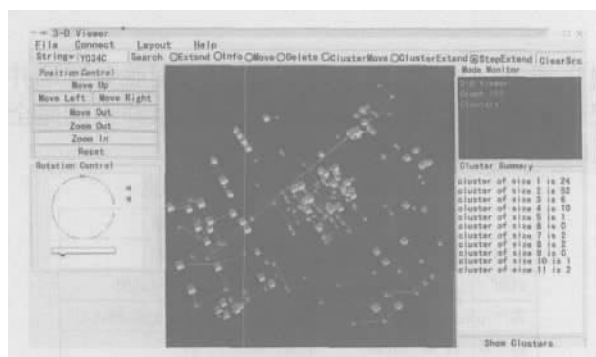 3-D Viewer
File Connect Layout Help
String= YO34C Search Extend Info Move Delete ClusterMove ClusterExtend StepExtend ClearScr
Position Control
Move Up
Move Left Move Right
Move Out
Zoom Out
Zoom In
Reset
Rotation Control
Node Monitor
3-D Viewer
Clusters
Cluster Summary
cluster of size 1 is 24
cluster of size 2 is 52
cluster of size 3 is 6
cluster of size 4 is 10
cluster of size 5 is 1
cluster of size 6 is 0
cluster of size 7 is 2
cluster of size 8 is 2
cluster of size 9 is 0
cluster of size 10 is 1
cluster of size 11 is 2
Show Clusters